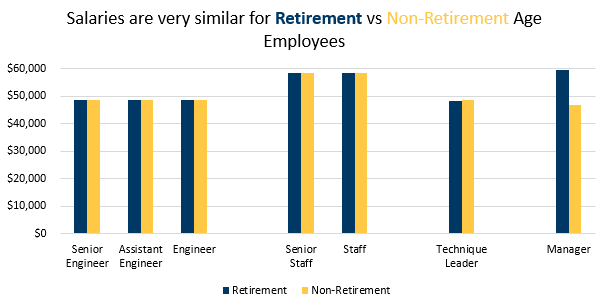 Salaries are very similar for Retirement vs Non-Retirement Age
Employees
$60,000
$50,000
$40,000
$30,000
$20,000
$10,000
$0
Senior
Engineer
Assistant
Engineer
Engineer
Senior
Staff
Staff
Technique
Leader
Manager
Retirement
Non-Retirement